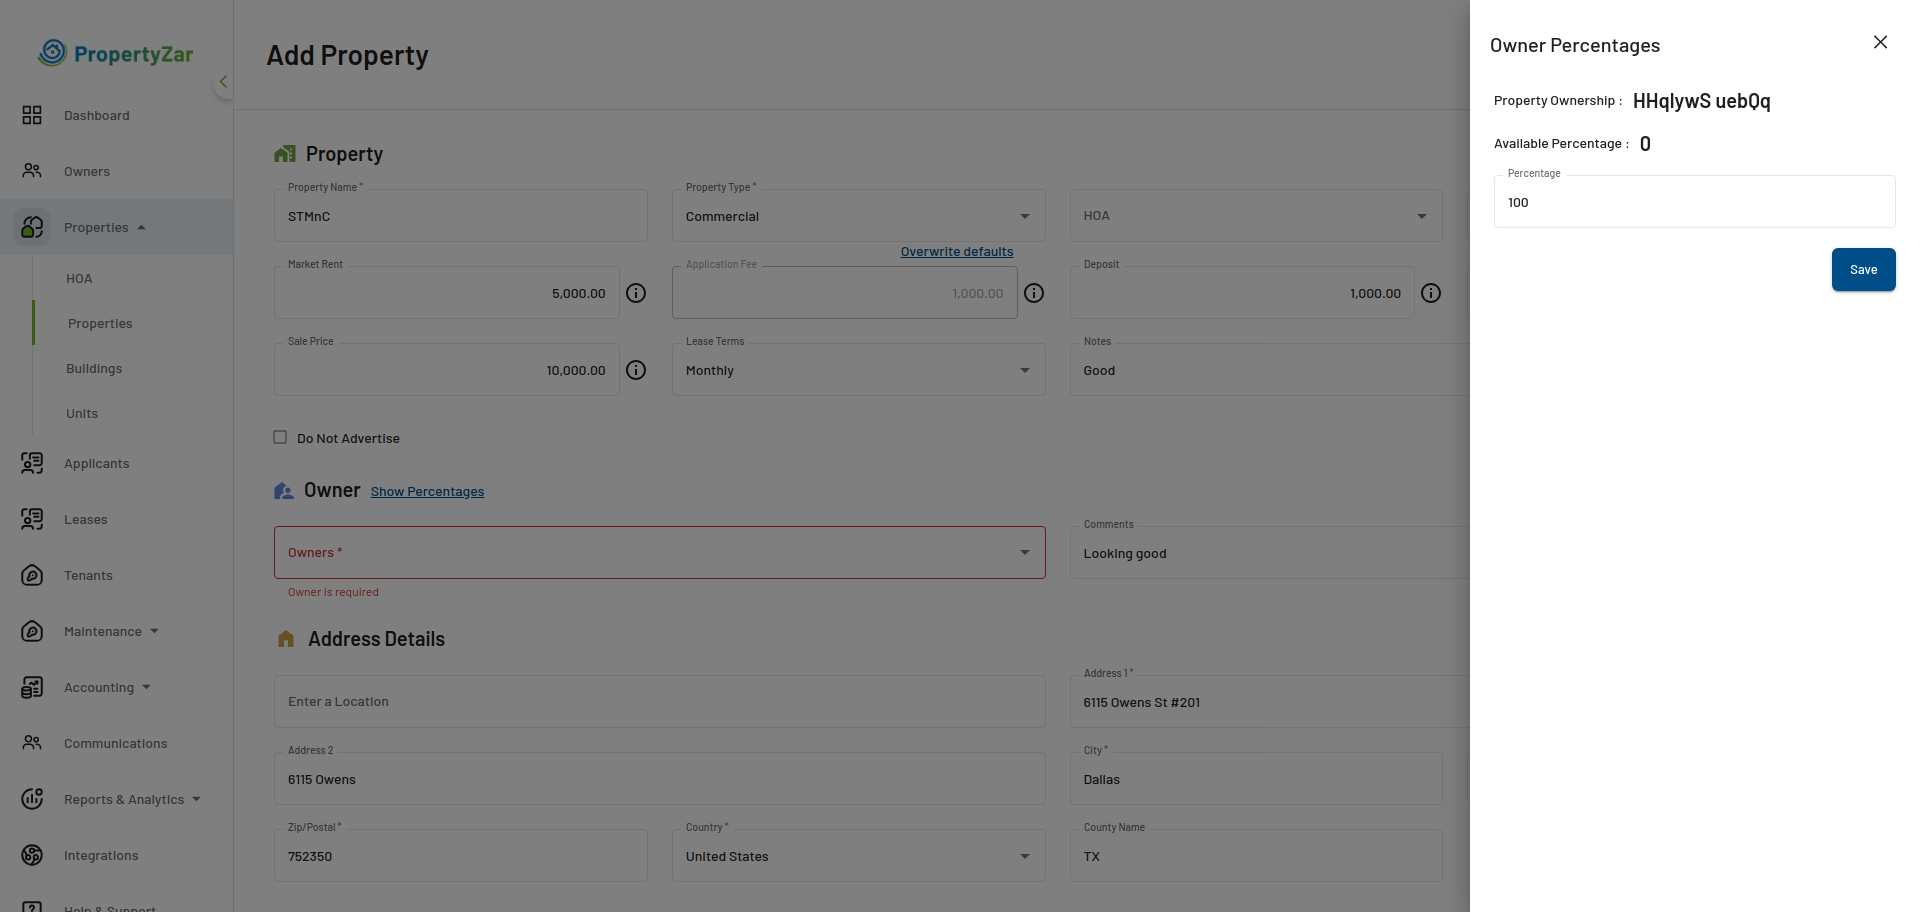 PropertyZar
Dashboard
Owners
Properties
HOA
Properties
Buildings
Units
Applicants
Leases
Tenants
Maintenance
Accounting
Communications
Reports & Analytics
Integrations
Help & Support
Add Property
Property
Property Name *
STMnC
Property Type *
Commercial
HOA
Overwrite defaults
Market Rent
5,000.00
Application Fee
1,000.00
Deposit
1,000.00
Sale Price
10,000.00
Lease Terms
Monthly
Notes
Good
Do Not Advertise
Owner Show Percentages
Owners *
Owner is required
Comments
Looking good
Address Details
Enter a Location
Address 1 *
6115 Owens St #201
Address 2
6115 Owens
City *
Dallas
Zip/Postal *
752350
Country *
United States
County Name
TX
Owner Percentages
Property Ownership : HHqlywS uebQq
Available Percentage : 0
Percentage
100
Save